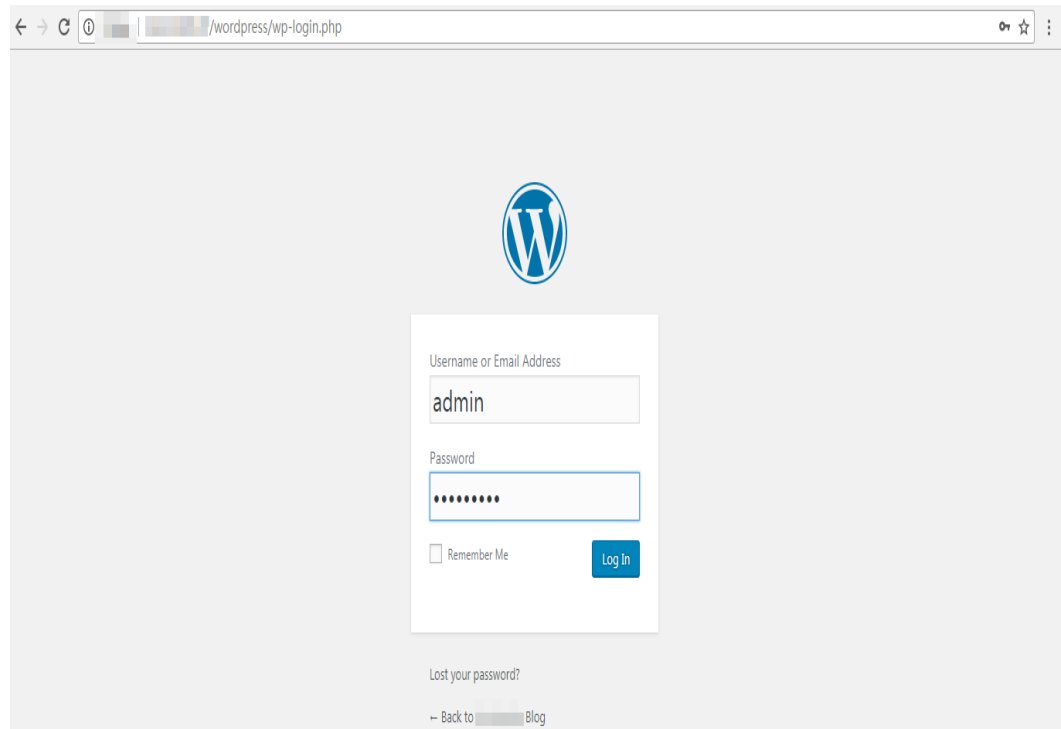 /wordpress/wp-login.php
Username or Email Address
admin
Password
•••••••••
Remember Me
Log In
Lost your password?
← Back to Blog